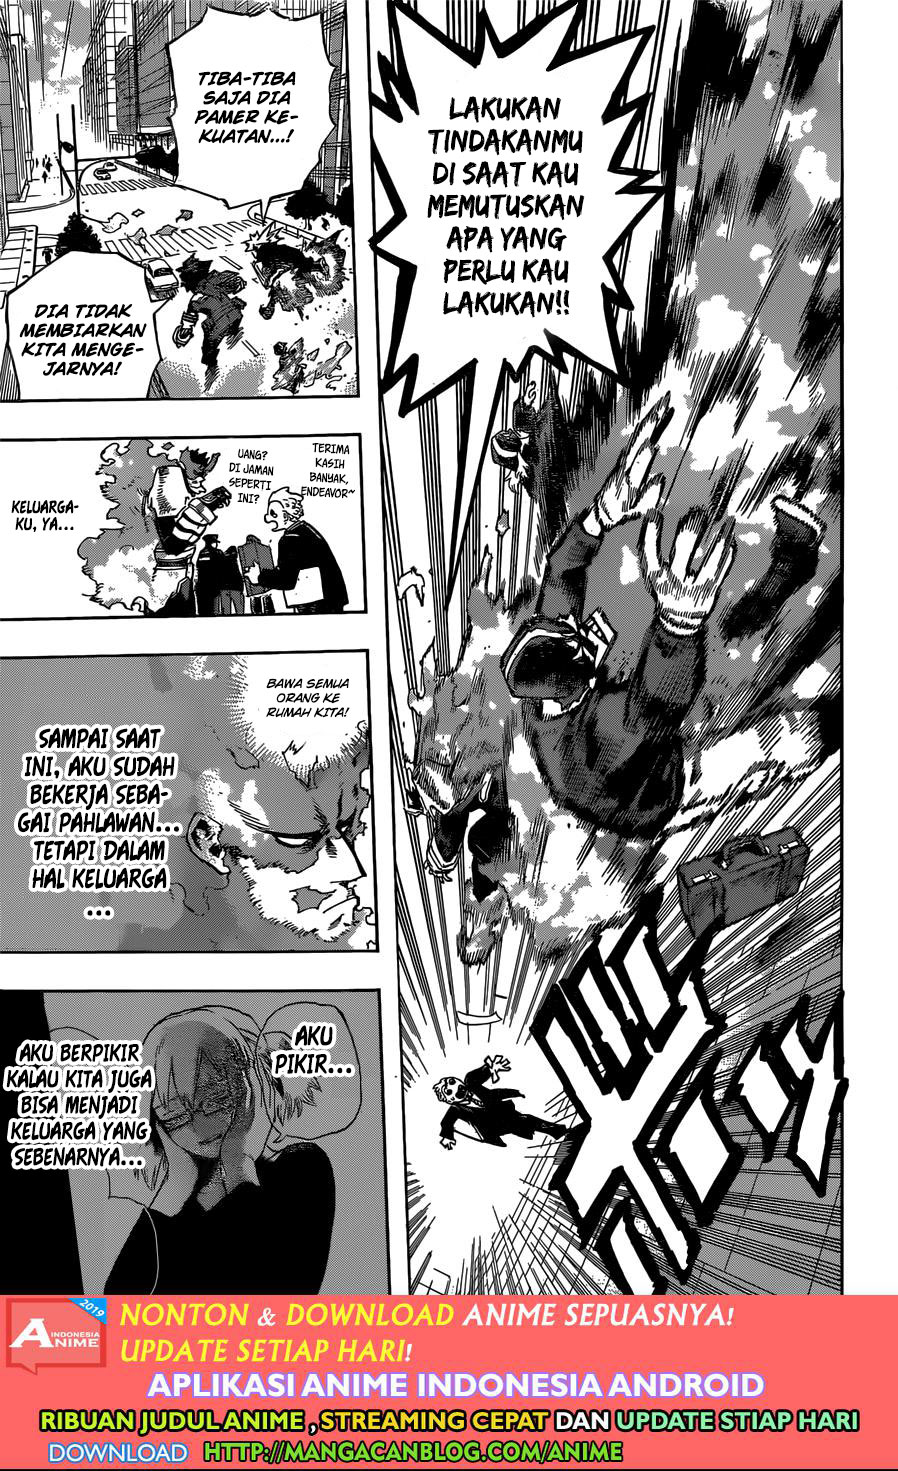 LAKUKAN
TINDAKANMU
DI SAAT KAU
MEMUTUSKAN
APA YANG
PERLU KAU
LAKUKAN!!
TIBA-TIBA
SAJA DIA
PAMER KE-
KUATAN...!
DIA TIDAK
MEMBIARKAN
KITA MENGE-
JARNYA!
TERIMA
KASIH
BANYAK,
ENDEAVOR~
UANG?
DI JAMAN
SEPERTI
INI?
KELUARGA-
KU, YA...
BAWA SEMUA
ORANG KE
RUMAH KITA!
SAMPAI SAAT
INI, AKU SUDAH
BEKERJA SEBA-
GAI PAHLAWAN...
TETAPI DALAM
HAL KELUARGA
...
AKU
PIKIR...
AKU BERPIKIR
KALAU KITA JUGA
BISA MENJADI
KELUARGA YANG
SEBENARNYA...
2019
INDONESIA
ANIME
NONTON & DOWNLOAD ANIME SEPUASNYA!
UPDATE SETIAP HARI!
APLIKASI ANIME INDONESIA ANDROID
RIBUAN JUDUL ANIME , STREAMING CEPAT DAN UPDATE STIAP HARI
DOWNLOAD HTTP://MANGACANBLOG.COM/ANIME